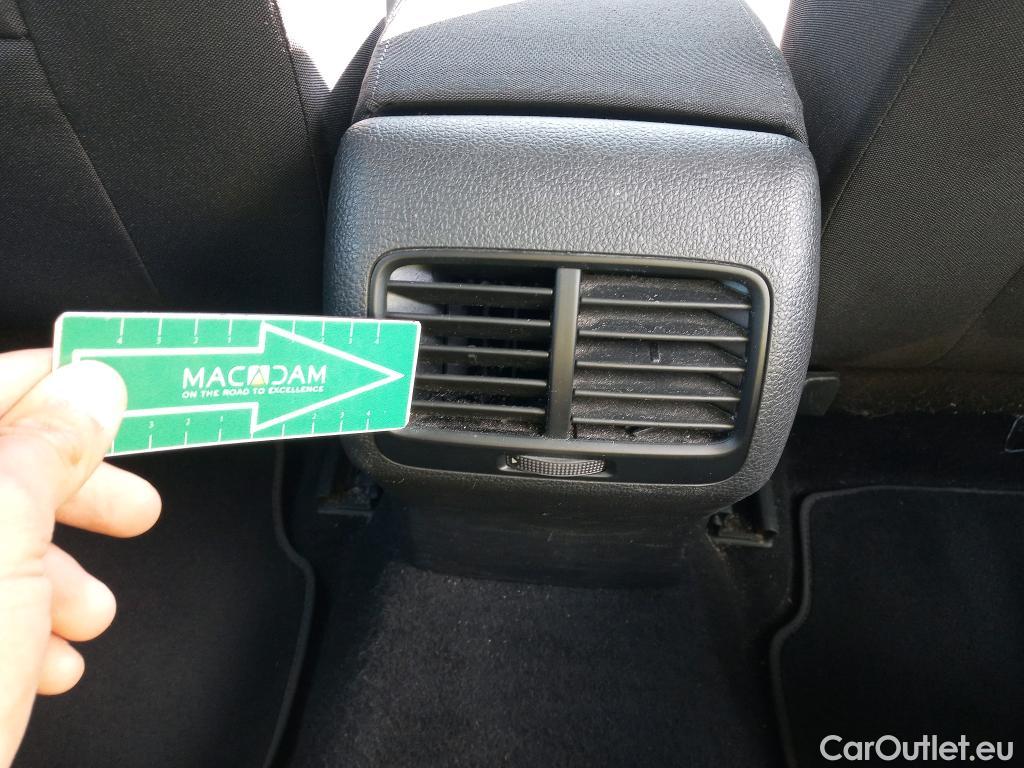 MACADAM
ON THE ROAD TO EXCELLENCE
CarOutlet.eu